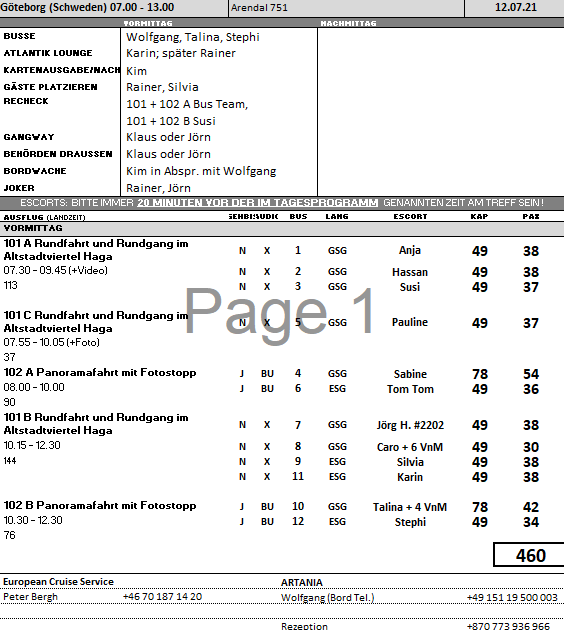 Göteborg (Schweden) 07.00 - 13.00 Arendal 751 12.07.21
VORMITTAG NACHMITTAG
BUSSE Wolfgang, Talina, Stephi
ATLANTIK LOUNGE Karin; später Rainer
KARTENAUSGABE/NACH Kim
GÄSTE PLATZIEREN Rainer, Silvia
RECHECK 101 + 102 A Bus Team,
101 + 102 B Susi
GANGWAY Klaus oder Jörn
BEHÖRDEN DRAUSSEN Klaus oder Jörn
BORDWACHE Kim in Abspr. mit Wolfgang
JOKER Rainer, Jörn
ESCORTS: BITTE IMMER 20 MINUTEN VOR DER IM TAGESPROGRAMM GENANNTEN ZEIT AM TREFF SEIN!
AUSFLUG (LANDZEIT) BUS LANG ESCORT KAP PAX
VORMITTAG
101 A Rundfahrt und Rundgang im
Altstadtviertel Haga N X 1 GSG Anja 49 38
07.30 - 09.45 (+Video) N X 2 GSG Hassan 49 38
113 N X 3 GSG Susi 49 37
Page 1
101 C Rundfahrt und Rundgang im
Altstadtviertel Haga N X 5 GSG Pauline 49 37
07.55 - 10.05 (+Foto)
37
102 A Panoramafahrt mit Fotostopp J BU 4 GSG Sabine 78 54
08.00 - 10.00 J BU 6 ESG Tom Tom 49 36
90
101 B Rundfahrt und Rundgang im
Altstadtviertel Haga N X 7 GSG Jörg H. #2202 49 38
10.15 - 12.30 N X 8 GSG Caro + 6 VnM 49 30
144 N X 9 ESG Silvia 49 38
N X 11 ESG Karin 49 38
102 B Panoramafahrt mit Fotostopp J BU 10 GSG Talina + 4 VnM 78 42
10.30 - 12.30 J BU 12 ESG Stephi 49 34
76
460
European Cruise Service ARTANIA
Peter Bergh +46 70 187 14 20 Wolfgang (Bord Tel.) +49 151 19 500 003
Rezeption +870 773 936 966